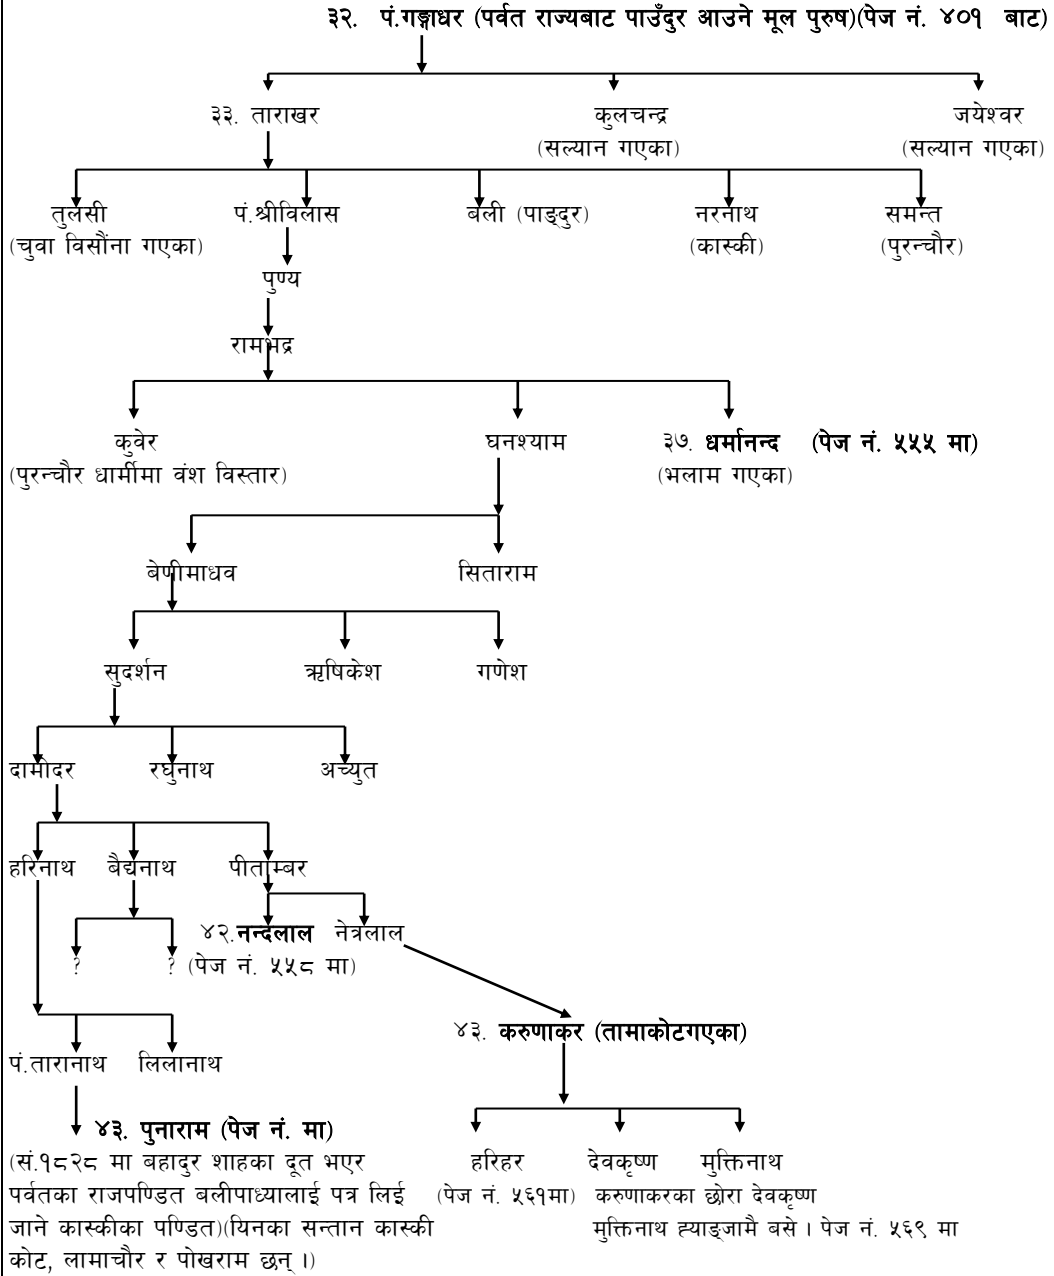 ३२. पं.गङ्गाधर (पर्वत राज्यबाट पाउँदुर आउने मूल पुरुष)(पेज नं. ४०१ बाट)
३३. ताराखर कुलचन्द्र जयेश्वर
(सल्यान गएका) (सल्यान गएका)
तुलसी पं.श्रीविलास बली (पाङ्दुर) नरनाथ समन्त
(चुवा विसौंना गएका) (कास्की) (पुरन्चौर)
पुण्य
रामभद्र
कुवेर घनश्याम ३७. धर्मानन्द (पेज नं. ५५५ मा)
(पुरन्चौर धार्मीमा वंश विस्तार) (भलाम गएका)
बेणीमाधव सिताराम
सुदर्शन ऋषिकेश गणेश
दामोदर रघुनाथ अच्युत
हरिनाथ बैद्यनाथ पीताम्बर
४२.नन्दलाल नेत्रलाल
? ? (पेज नं. ५५८ मा)
४३. करुणाकर (तामाकोटगएका)
पं.तारानाथ लिलानाथ
४३. पुनाराम (पेज नं. मा)
(सं.१८२८ मा बहादुर शाहका दूत भएर हरिहर देवकृष्ण मुक्तिनाथ
पर्वतका राजपण्डित बलीपाध्यालाई पत्र लिई (पेज नं. ५६१मा) करुणाकरका छोरा देवकृष्ण
जाने कास्कीका पण्डित)(यिनका सन्तान कास्की मुक्तिनाथ ह्याङ्जामै बसे । पेज नं. ५६९ मा
कोट, लामाचौर र पोखराम छन् ।)